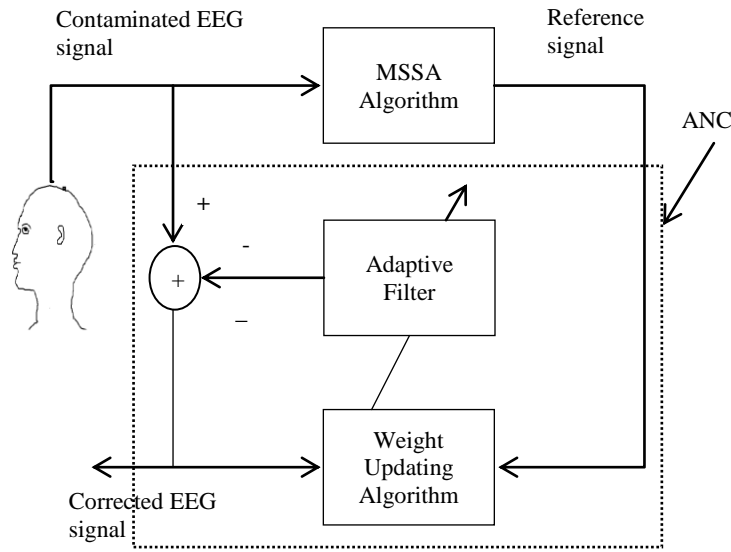 Contaminated EEG
signal
Reference
signal
MSSA
Algorithm
ANC
+
-
Adaptive
Filter
+
–
Weight
Updating
Algorithm
Corrected EEG
signal